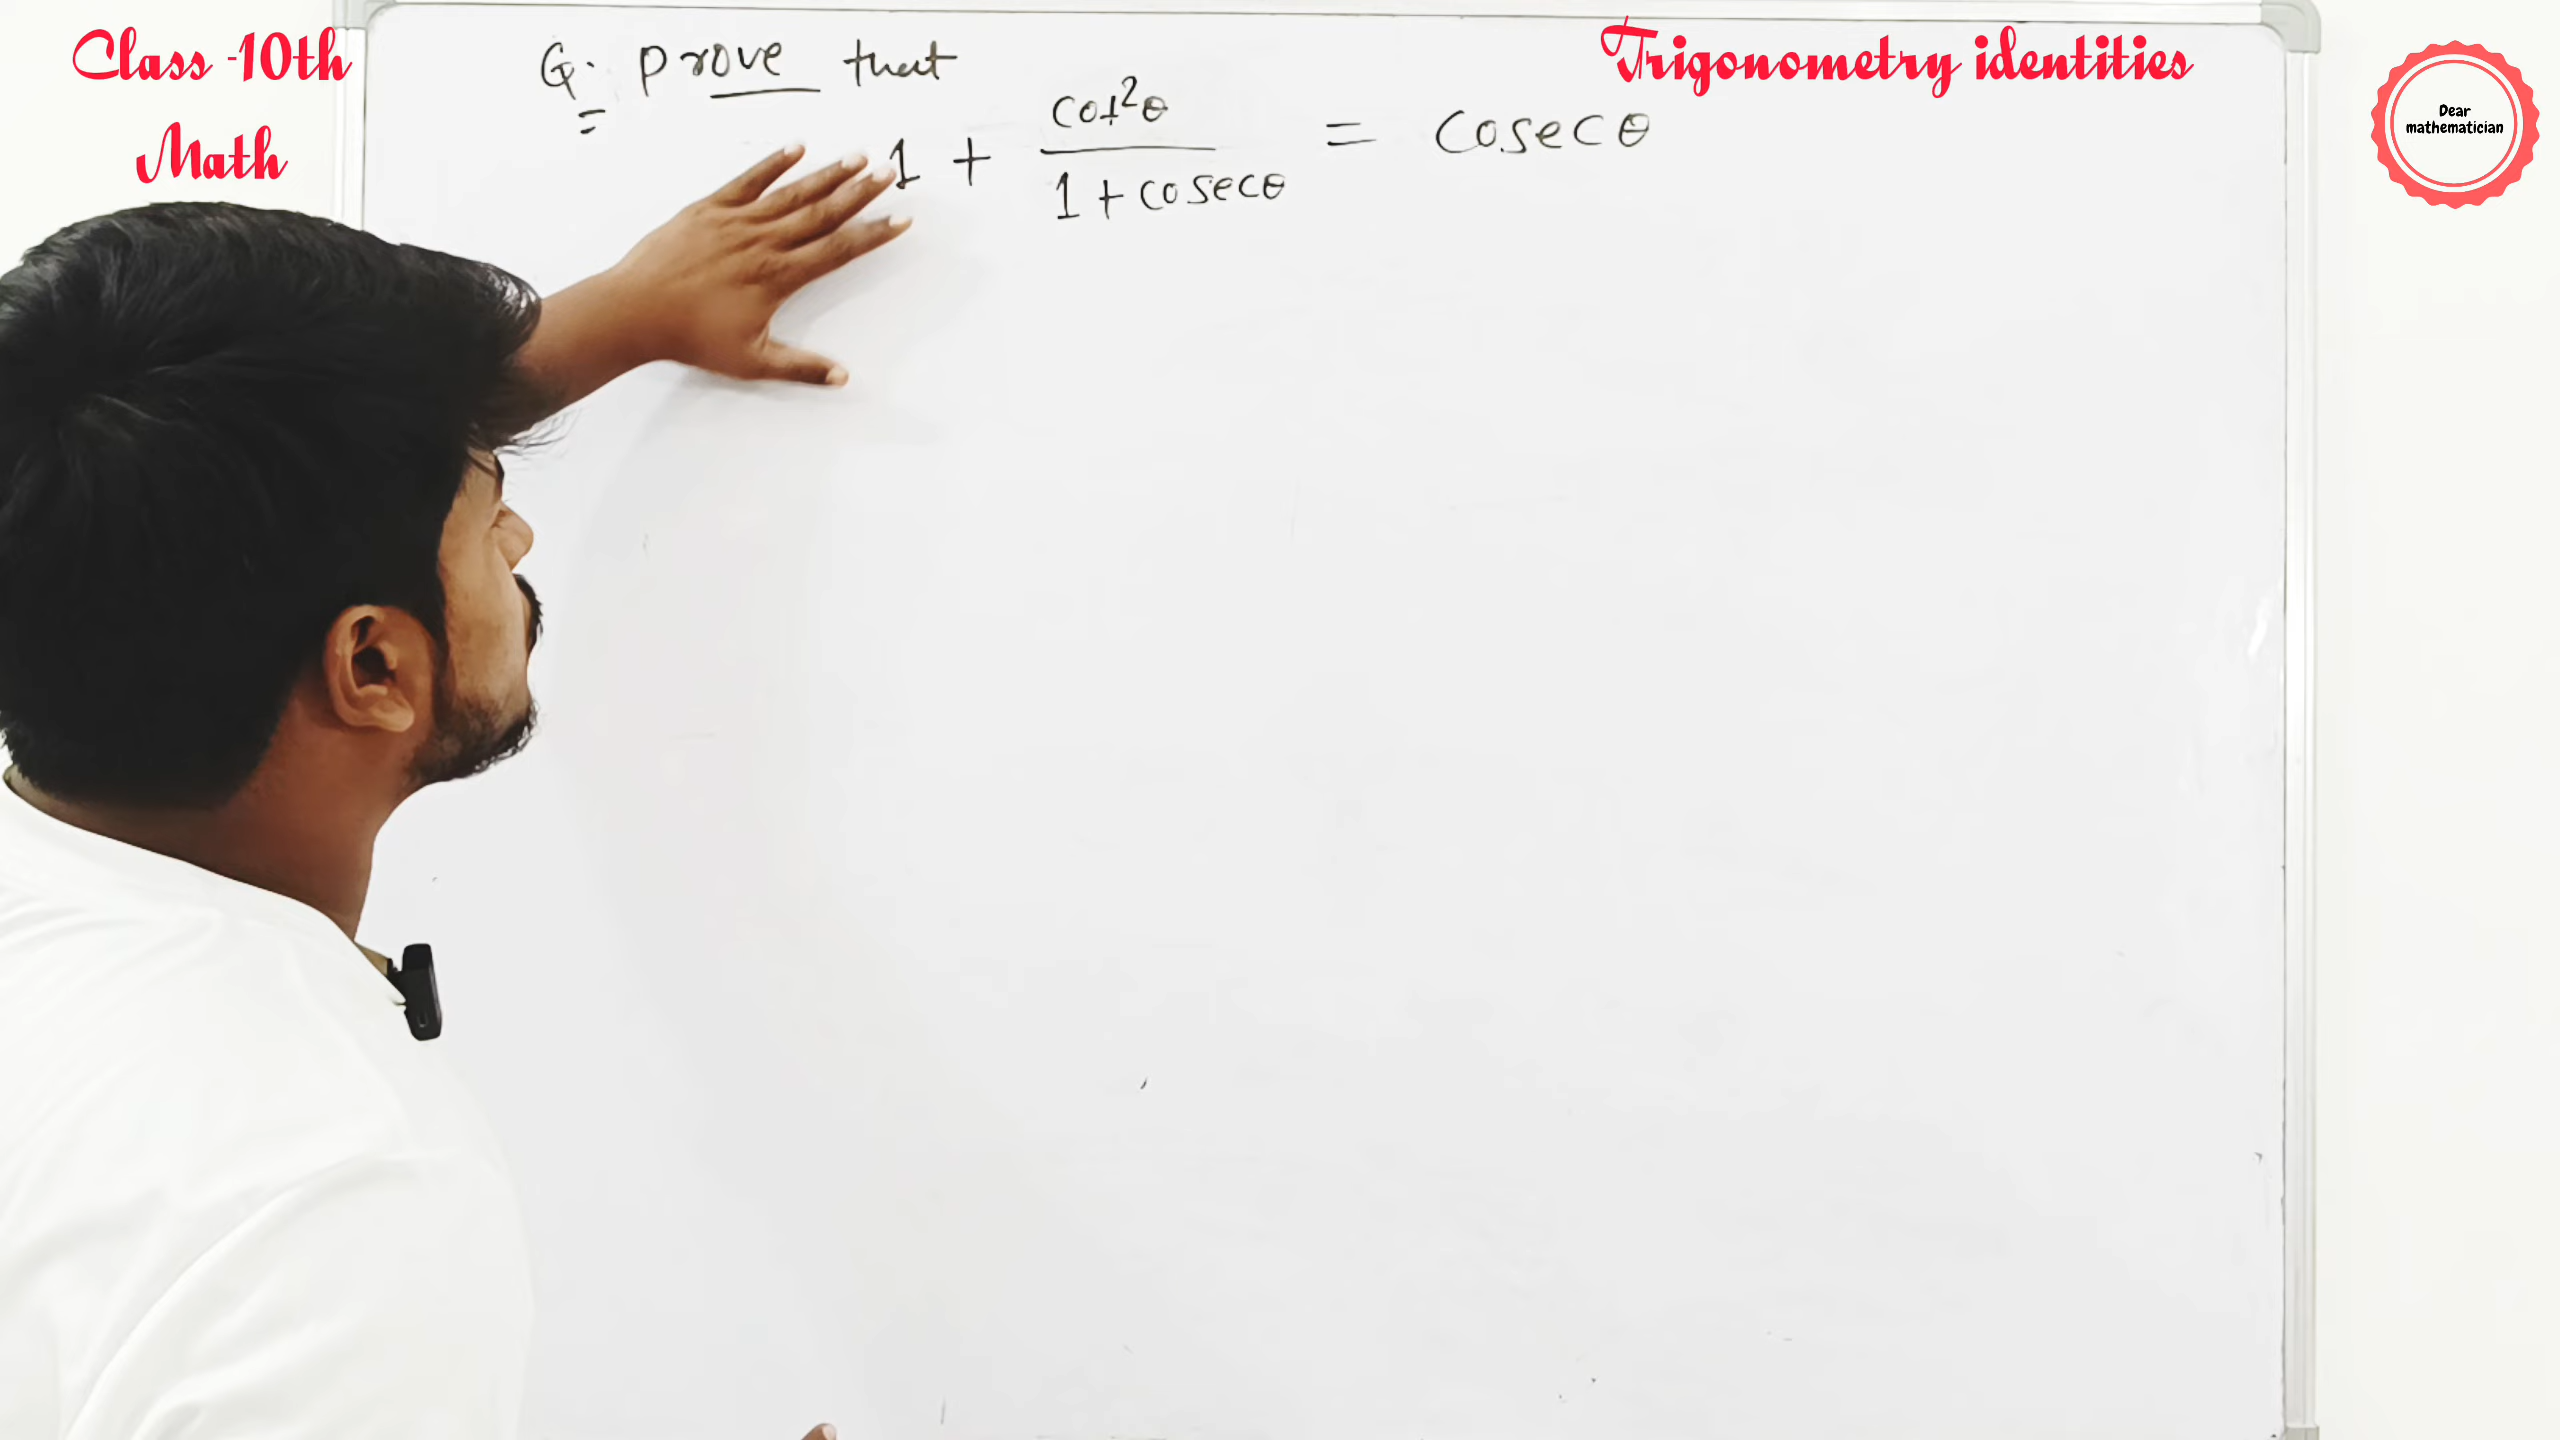 Class -10th
Math
Trigonometry identities
Dear
mathematician
Q. prove that
1 + cot²θ / 1 + cosecθ = cosecθ